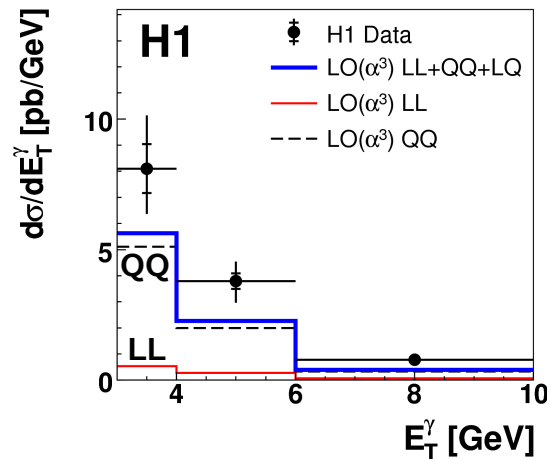 H1
H1 Data
LO(α³) LL+QQ+LQ
LO(α³) LL
LO(α³) QQ
dσ/dE_T^γ [pb/GeV]
10
5
0
QQ
LL
4 6 8 10
E_T^γ [GeV]